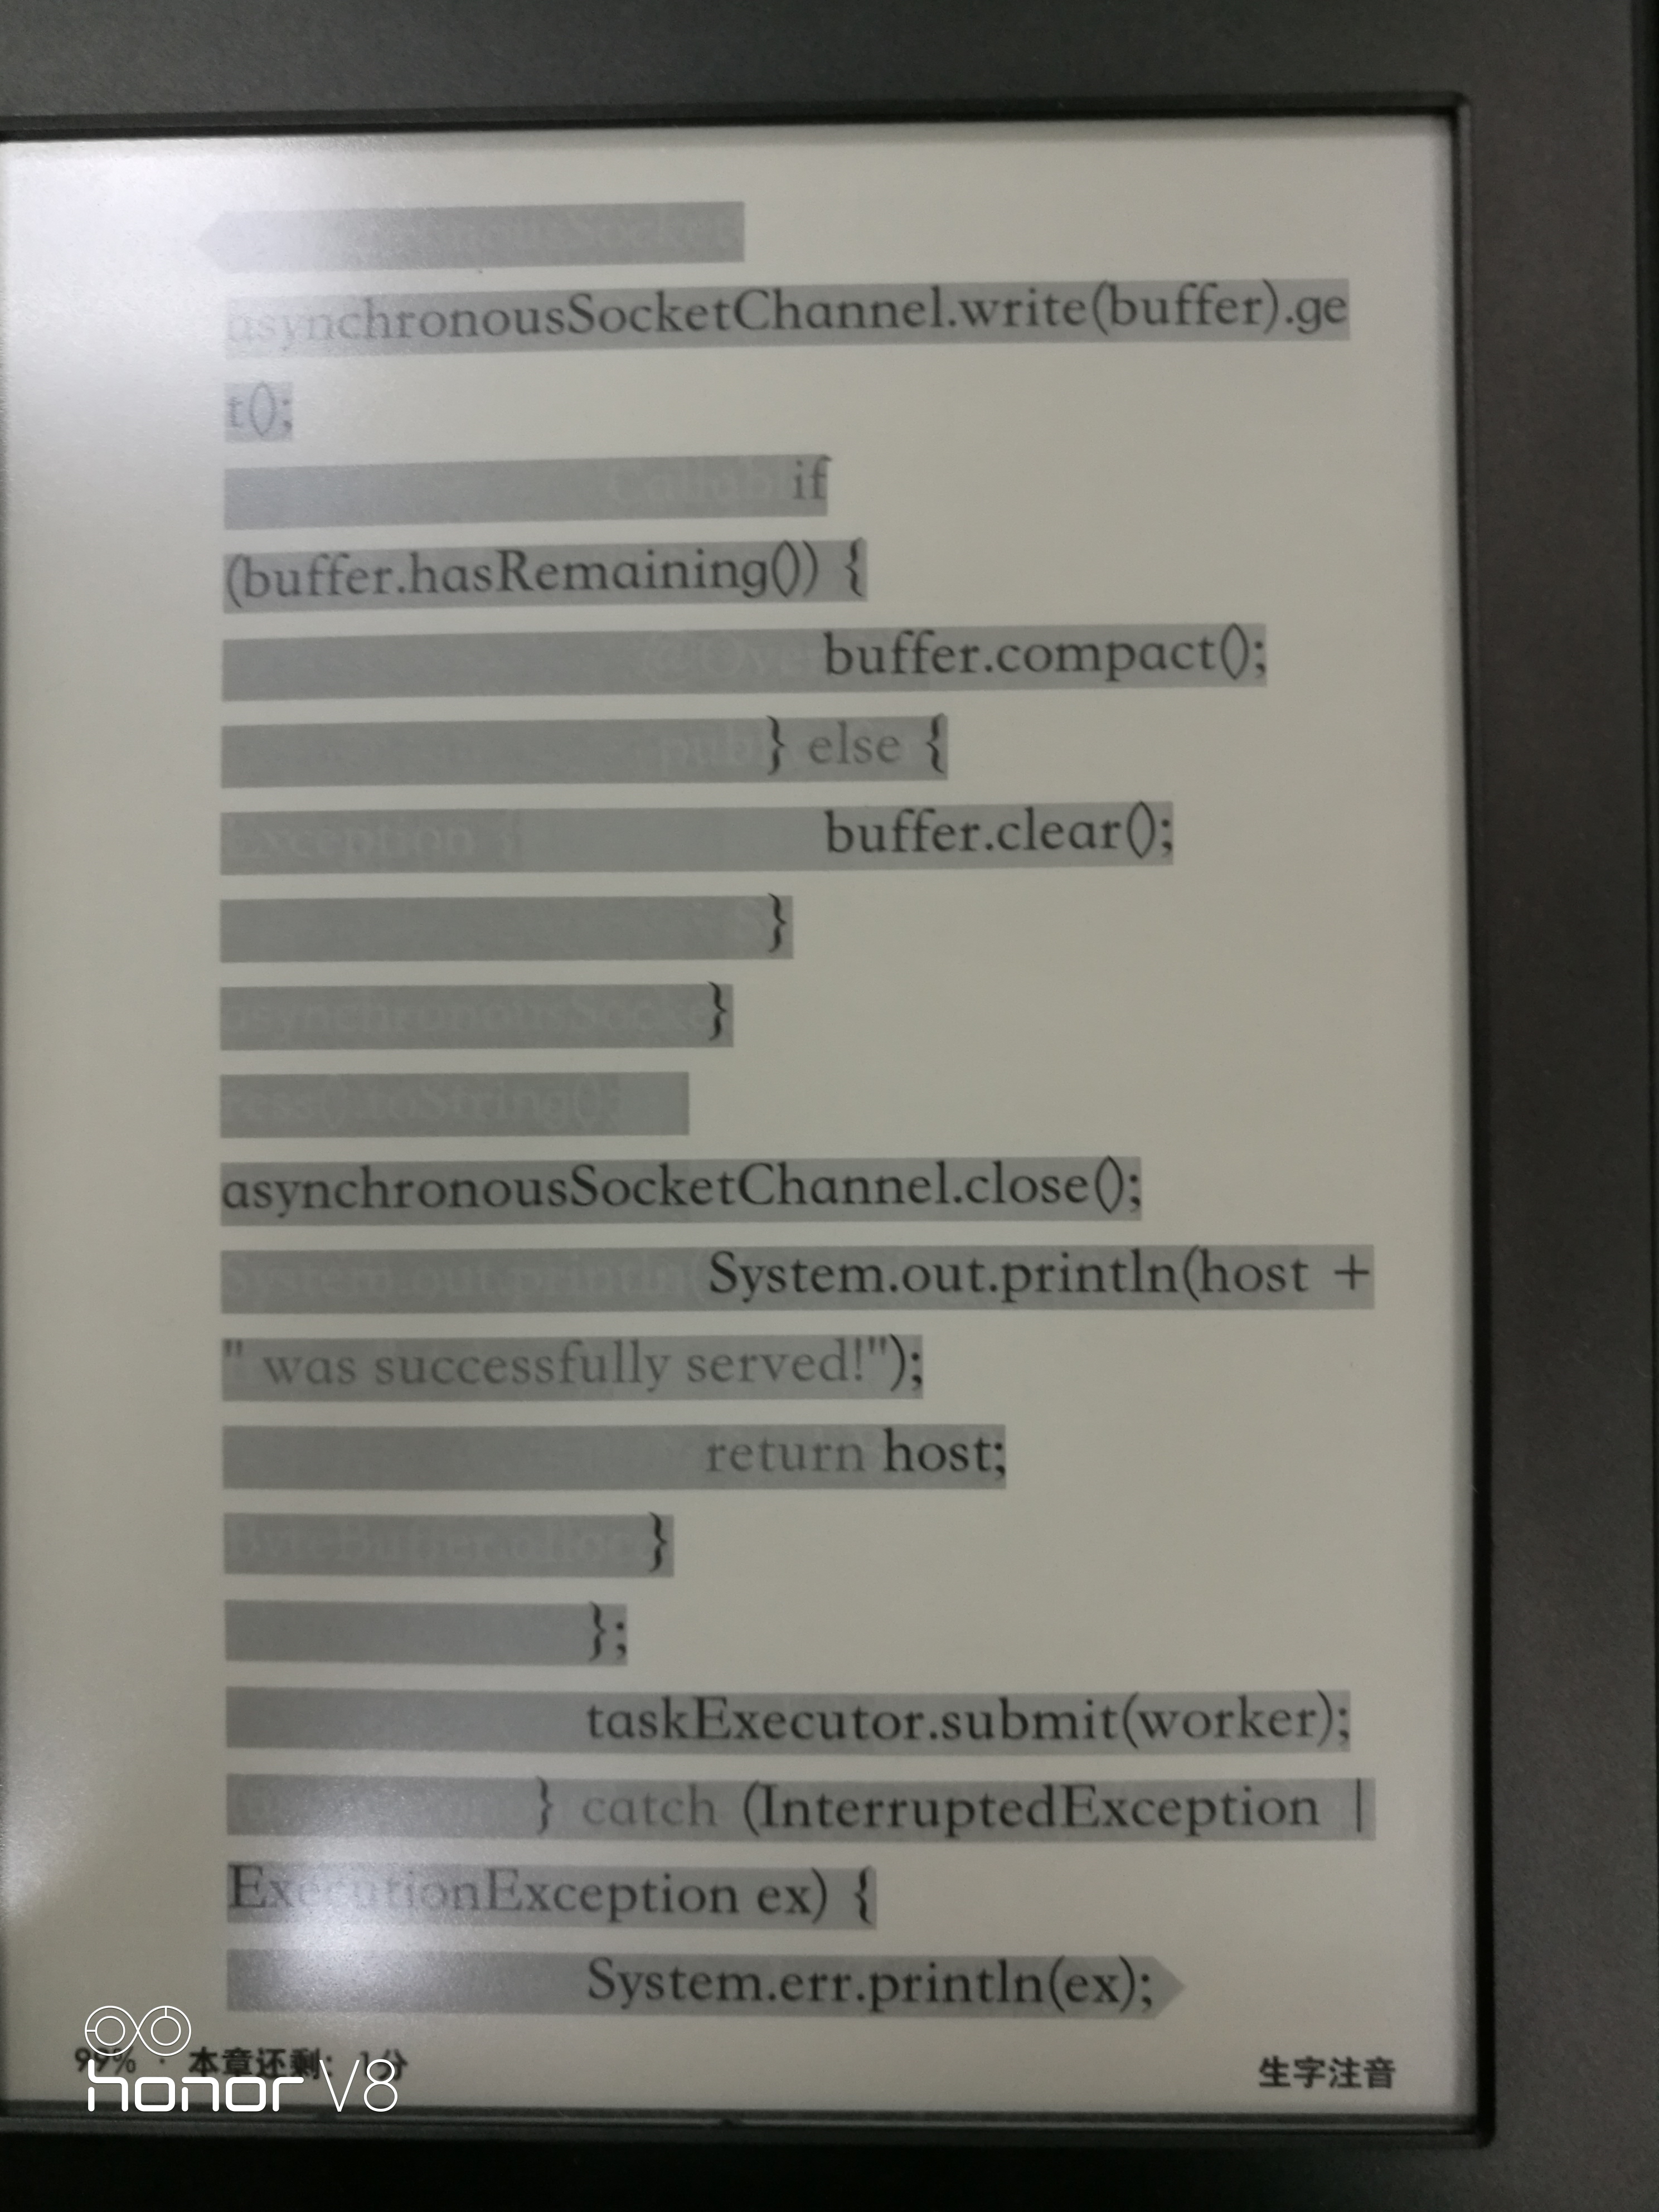 asynchronousSocketChannel.write(buffer).ge
t();
if
(buffer.hasRemaining()) {
buffer.compact();
} else {
buffer.clear();
}
}
asynchronousSocketChannel.close();
System.out.println(host +
" was successfully served!");
return host;
}
};
taskExecutor.submit(worker);
} catch (InterruptedException |
ExecutionException ex) {
System.err.println(ex);
99% · 本章还剩: 1分
生字注音
honor V8